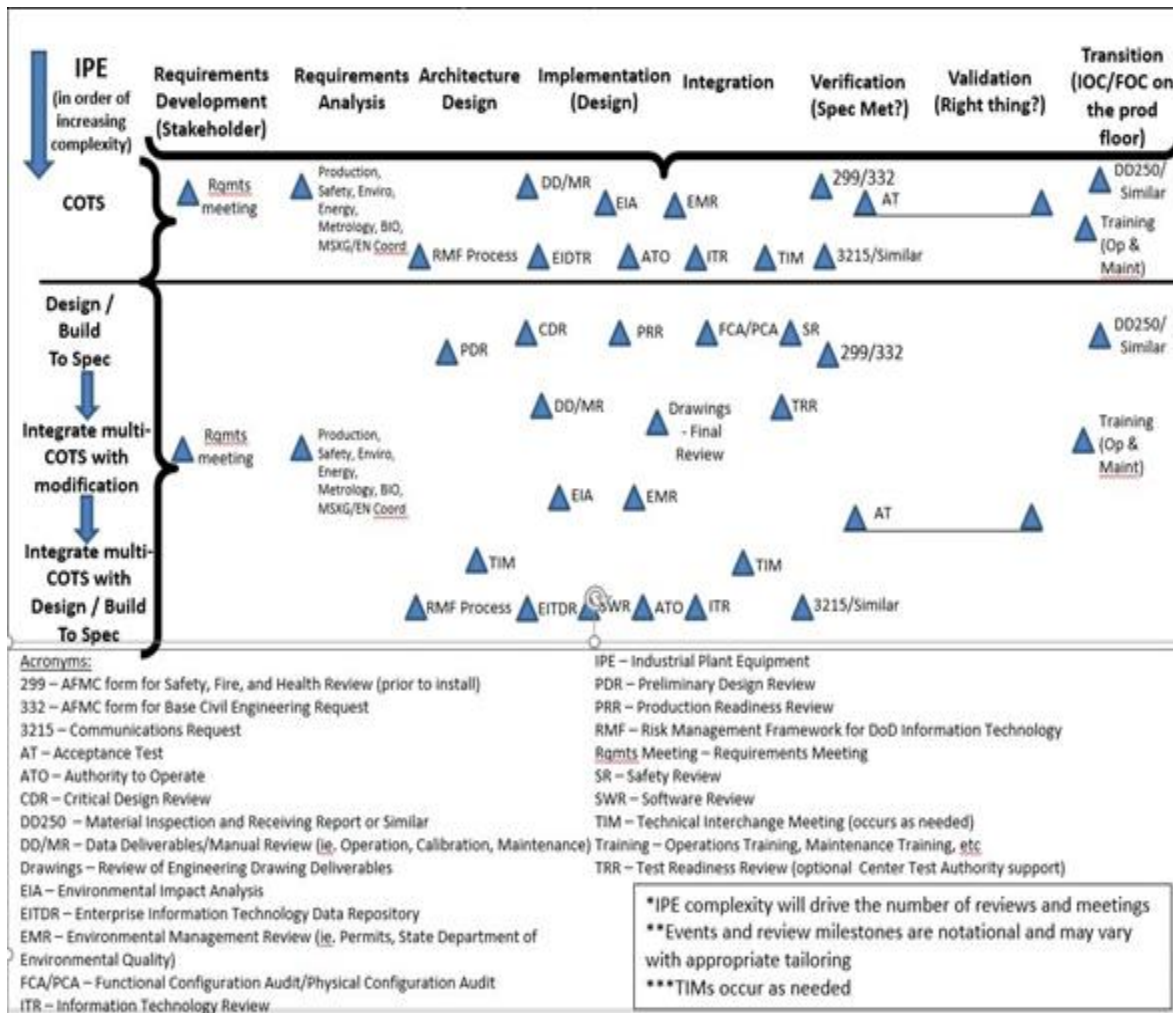 IPE
(in order of
increasing
complexity)
Requirements
Development
(Stakeholder)
Requirements
Analysis
Architecture
Design
Implementation
(Design)
Integration
Verification
(Spec Met?)
Validation
(Right thing?)
Transition
(IOC/FOC on
the prod
floor)
COTS
Rqmts
meeting
Production,
Safety, Enviro,
Energy,
Metrology, BIO,
MSXG/EN Coord
DD/MR
EIA
EMR
299/332
AT
DD250/
Similar
RMF Process
EIDTR
ATO
ITR
TIM
3215/Similar
Training
(Op &
Maint)
Design /
Build
To Spec
Integrate multi-
COTS with
modification
Integrate multi-
COTS with
Design / Build
To Spec
Rqmts
meeting
Production,
Safety, Enviro,
Energy,
Metrology, BIO,
MSXG/EN Coord
PDR
CDR
PRR
FCA/PCA
SR
299/332
DD250/
Similar
DD/MR
Drawings
- Final
Review
TRR
Training
(Op &
Maint)
EIA
EMR
AT
TIM
TIM
RMF Process
EITDR
SWR
ATO
ITR
3215/Similar
Acronyms:
299 – AFMC form for Safety, Fire, and Health Review (prior to install)
332 – AFMC form for Base Civil Engineering Request
3215 – Communications Request
AT – Acceptance Test
ATO – Authority to Operate
CDR – Critical Design Review
DD250 – Material Inspection and Receiving Report or Similar
DD/MR – Data Deliverables/Manual Review (ie. Operation, Calibration, Maintenance)
Drawings – Review of Engineering Drawing Deliverables
EIA – Environmental Impact Analysis
EITDR – Enterprise Information Technology Data Repository
EMR – Environmental Management Review (ie. Permits, State Department of
Environmental Quality)
FCA/PCA – Functional Configuration Audit/Physical Configuration Audit
ITR – Information Technology Review
IPE – Industrial Plant Equipment
PDR – Preliminary Design Review
PRR – Production Readiness Review
RMF – Risk Management Framework for DoD Information Technology
Rqmts Meeting – Requirements Meeting
SR – Safety Review
SWR – Software Review
TIM – Technical Interchange Meeting (occurs as needed)
Training – Operations Training, Maintenance Training, etc
TRR – Test Readiness Review (optional Center Test Authority support)
*IPE complexity will drive the number of reviews and meetings
**Events and review milestones are notational and may vary
with appropriate tailoring
***TIMs occur as needed